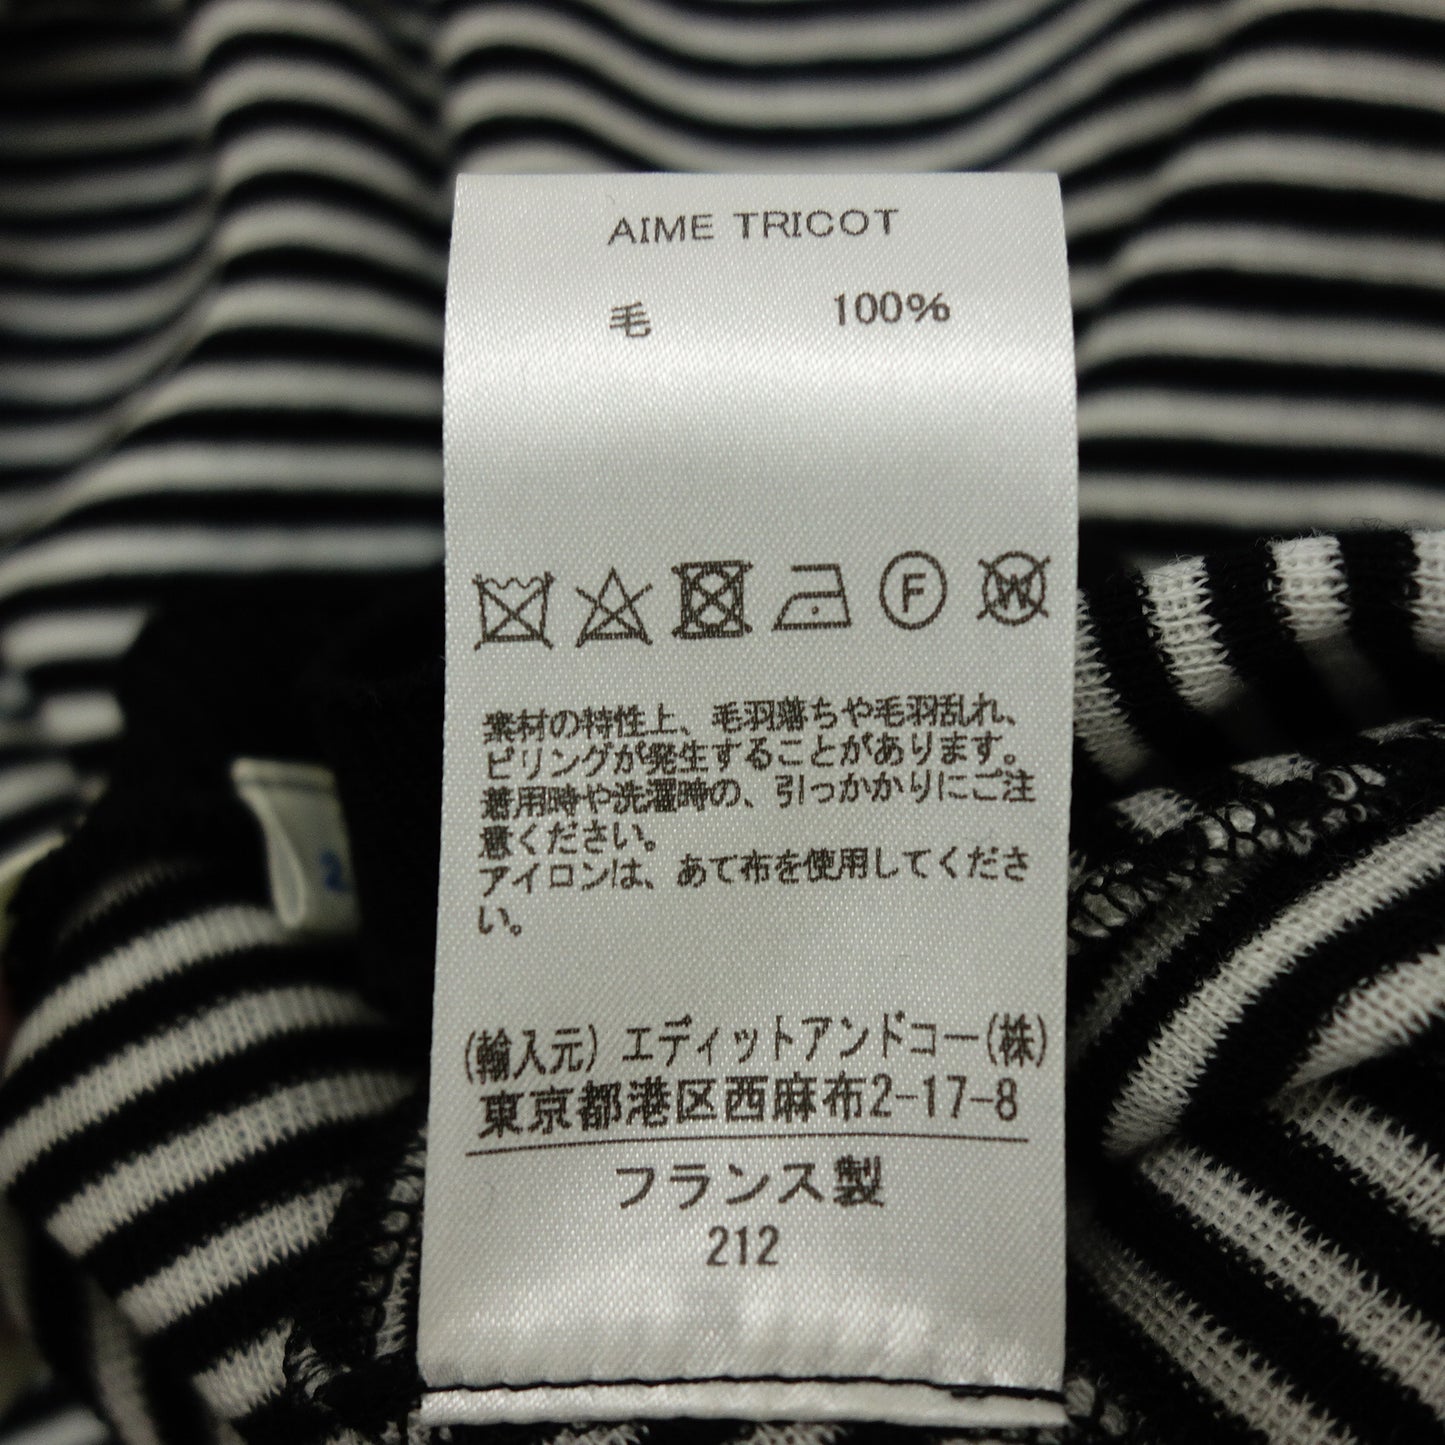 AIME TRICOT
毛 100%
F W
素材の特性上、毛羽落ちや毛羽乱れ、
ピリングが発生することがあります。
着用時や洗濯時の、引っかかりにご注
意ください。
アイロンは、あて布を使用してくださ
い。
(輸入元) エディットアンドコー(株)
東京都港区西麻布2-17-8
フランス製
212
2